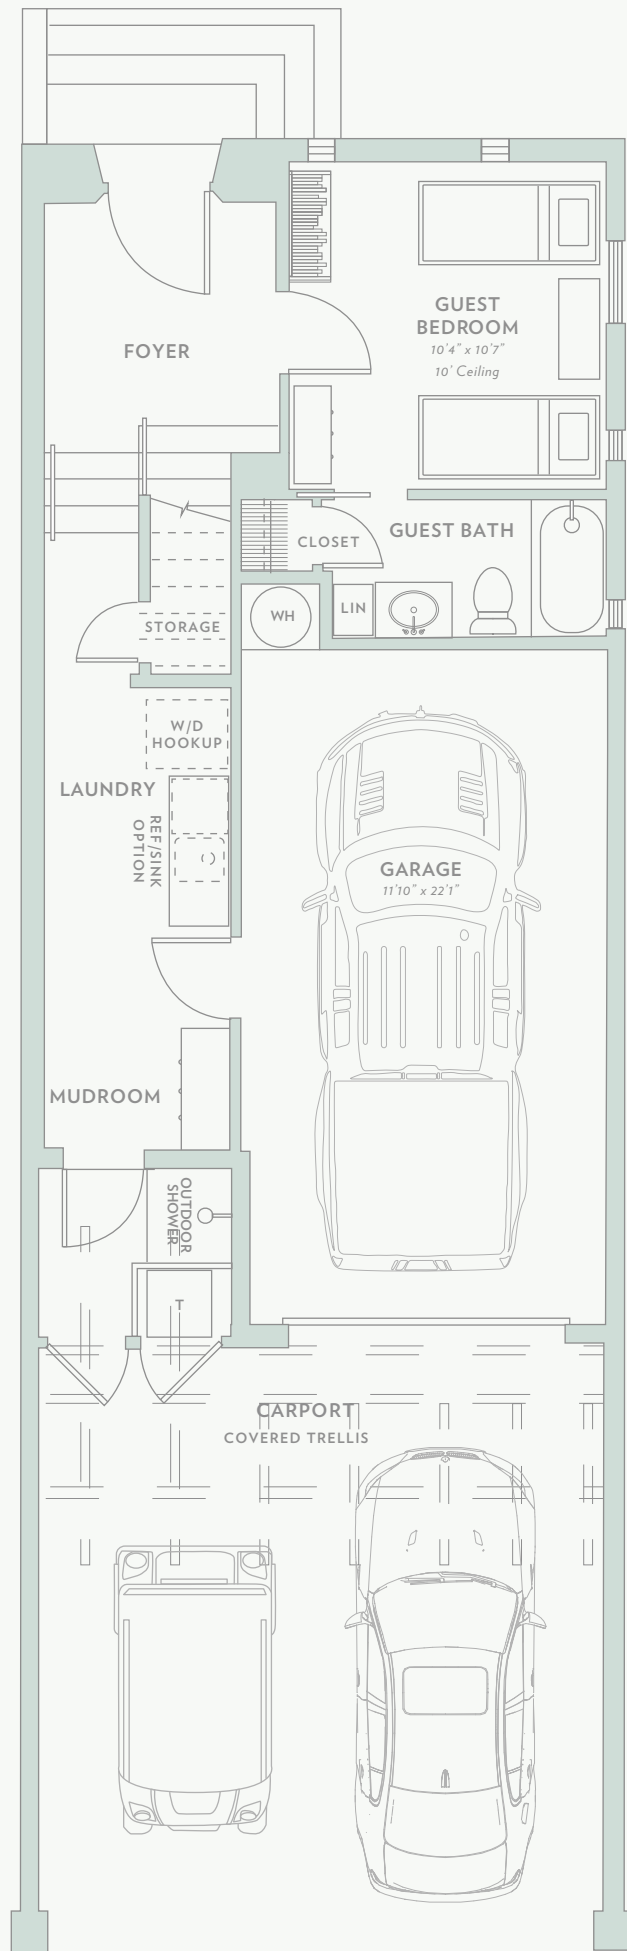 GUEST
BEDROOM
10'4" x 10'7"
10' Ceiling
FOYER
GUEST BATH
CLOSET
LIN
WH
STORAGE
W/D
HOOKUP
LAUNDRY
REF/SINK
OPTION
GARAGE
11'10" x 22'1"
MUDROOM
OUTDOOR
SHOWER
T
CARPORT
COVERED TRELLIS